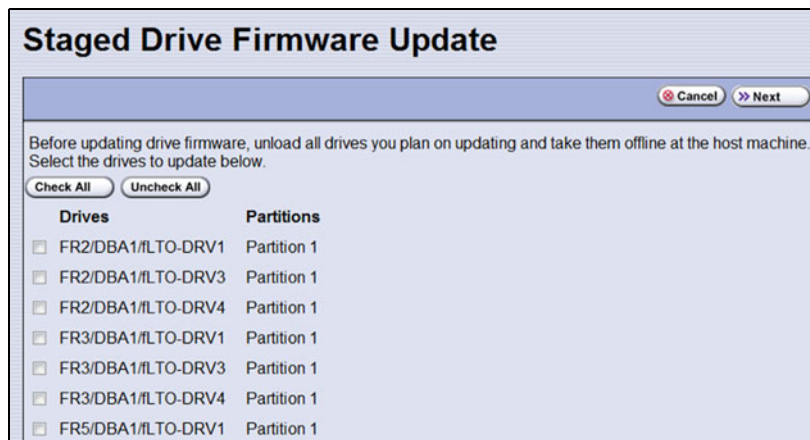 Staged Drive Firmware Update
Cancel Next
Before updating drive firmware, unload all drives you plan on updating and take them offline at the host machine.
Select the drives to update below.
Check All Uncheck All
Drives Partitions
FR2/DBA1/fLTO-DRV1 Partition 1
FR2/DBA1/fLTO-DRV3 Partition 1
FR2/DBA1/fLTO-DRV4 Partition 1
FR3/DBA1/fLTO-DRV1 Partition 1
FR3/DBA1/fLTO-DRV3 Partition 1
FR3/DBA1/fLTO-DRV4 Partition 1
FR5/DBA1/fLTO-DRV1 Partition 1